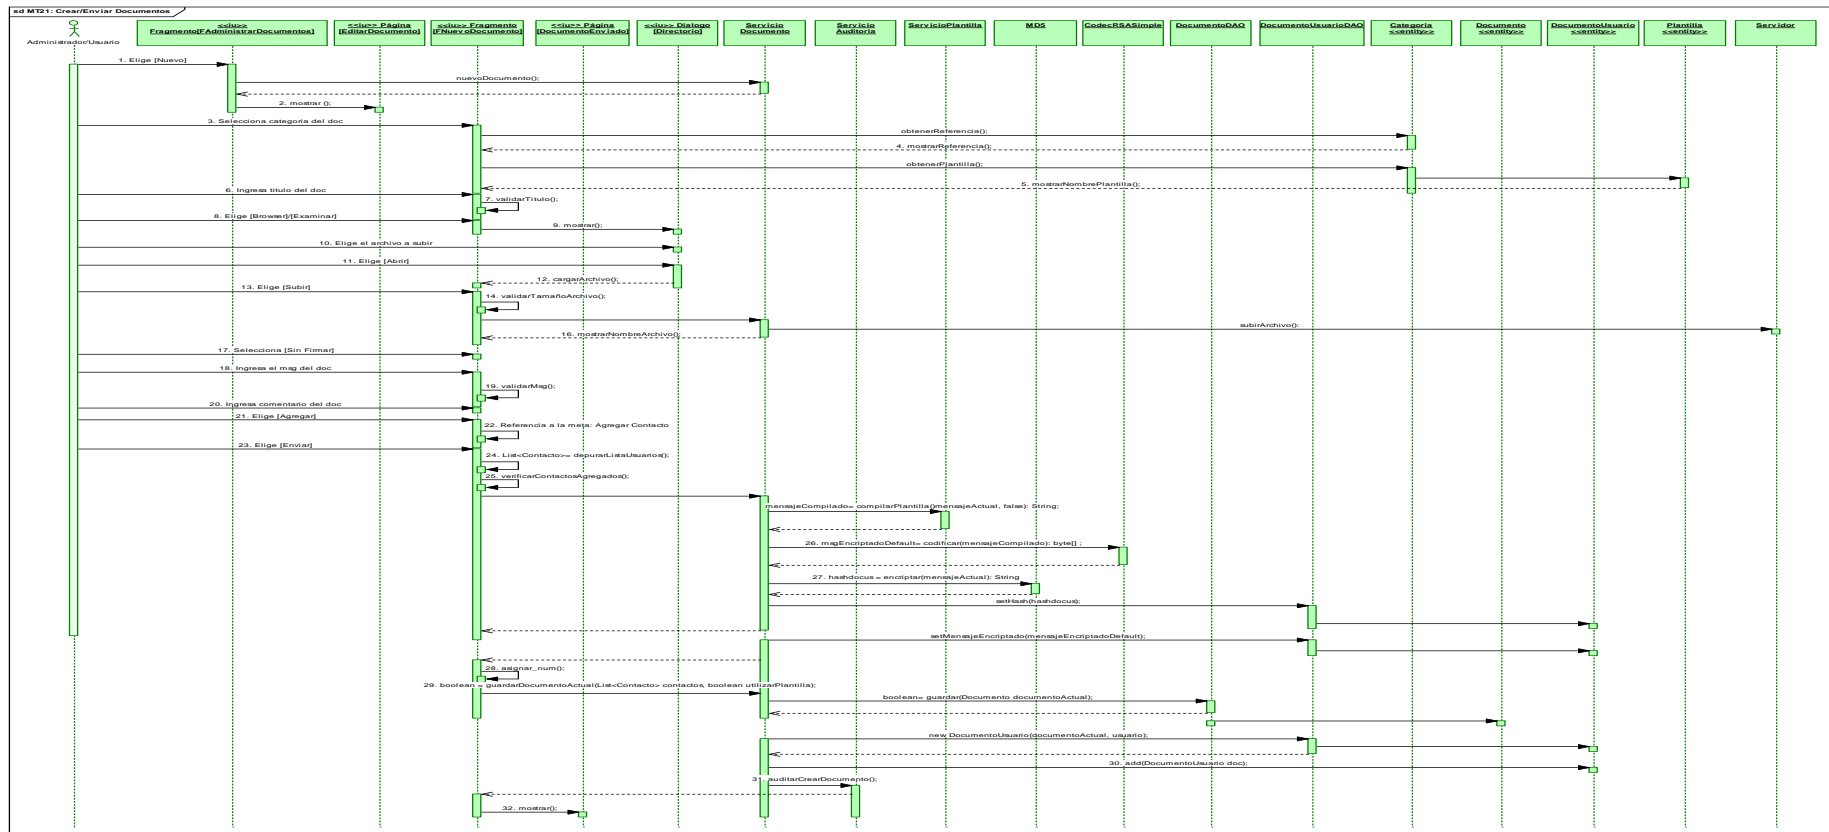 sd MT21: Crear/Enviar Documentos
Administrador/Usuario
<<iu>>
Fragmento[FAdministrarDocumentos]
<<iu>> Página
[EditarDocumento]
<<iu>> Fragmento
[FNuevoDocumento]
<<iu>> Página
[DocumentoEnviado]
<<iu>> Dialogo
[Directorio]
Servicio
Documento
Servicio
Auditoria
ServicioPlantilla
MD5
CodecRSASimple
DocumentoDAO
DocumentoUsuarioDAO
Categoria
<<entity>>
Documento
<<entity>>
DocumentoUsuario
<<entity>>
Plantilla
<<entity>>
Servidor
1. Elige [Nuevo]
nuevoDocumento();
2. mostrar ();
3. Selecciona categoria del doc
obtenerReferencia();
4. mostrarReferencia();
obtenerPlantilla();
5. mostrarNombrePlantilla();
6. Ingresa titulo del doc
7. validarTitulo();
8. Elige [Browser]/[Examinar]
9. mostrar();
10. Elige el archivo a subir
11. Elige [Abrir]
12. cargarArchivo();
13. Elige [Subir]
14. validarTamañoArchivo();
subirArchivo();
16. mostrarNombreArchivo();
17. Selecciona [Sin Firmar]
18. Ingresa el msg del doc
19. validarMsg();
20. Ingresa comentario del doc
21. Elige [Agregar]
22. Referencia a la meta: Agregar Contacto
23. Elige [Enviar]
24. List<Contacto>= depurarListaUsuarios();
25. verificarContactosAgregados();
mensajeCompilado= compilarPlantilla()mensajeActual, false): String;
26. msgEncriptadoDefault= codificar(mensajeCompilado): byte[] ;
27. hashdocus = encriptar(mensajeActual): String
setHash(hashdocus);
setMensajeEncriptado(mensajeEncriptadoDefault);
28. asignar_num();
29. boolean = guardarDocumentoActual(List<Contacto> contactos, boolean utilizarPlantilla);
boolean= guardar(Documento documentoActual);
new DocumentoUsuario(documentoActual, usuario);
30. add(DocumentoUsuario doc);
31. auditarCrearDocumento();
32. mostrar();